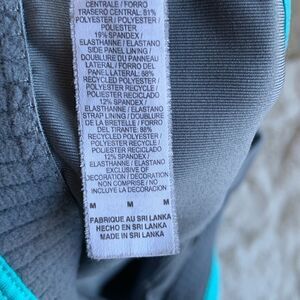 CENTRALE / FORRO
TRASERO CENTRAL: 81%
POLYESTER / POLYESTER /
POLIESTER
19% SPANDEX /
ELASTHANNE / ELASTANO
SIDE PANEL LINING /
DOUBLURE DU PANNEAU
LATERAL / FORRO DEL
PANEL LATERAL: 88%
RECYCLED POLYESTER /
POLYESTER RECYCLÉ /
POLIÉSTER RECICLADO
12% SPANDEX /
ELASTHANNE / ELASTANO
STRAP LINING / DOUBLURE
DE LA BRETELLE / FORRO
DEL TIRANTE: 88%
RECYCLED POLYESTER /
POLYESTER RECYCLÉ /
POLIÉSTER RECICLADO
12% SPANDEX /
ELASTHANNE / ELASTANO
EXCLUSIVE OF
DECORATION / DÉCORATION
NON COMPRISE / NO
INCLUYE LA DECORACIÓN
M M M
FABRIQUÉ AU SRI LANKA
HECHO EN SRI LANKA
MADE IN SRI LANKA